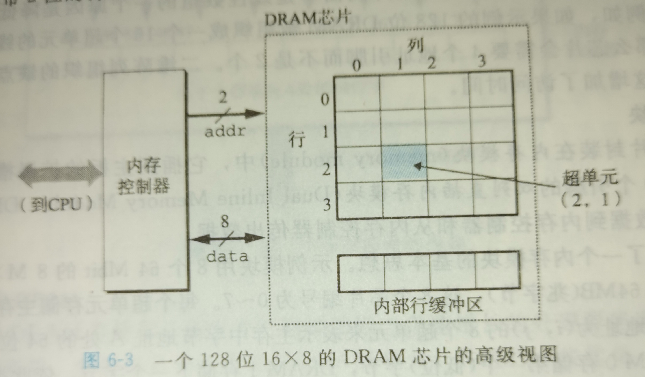 DRAM芯片
列
0 1 2 3
2
addr
0
行
1
内存
控制器
2
超单元
(2, 1)
(到CPU)
3
8
data
内部行缓冲区
图 6-3 一个 128 位 16×8 的 DRAM 芯片的高级视图